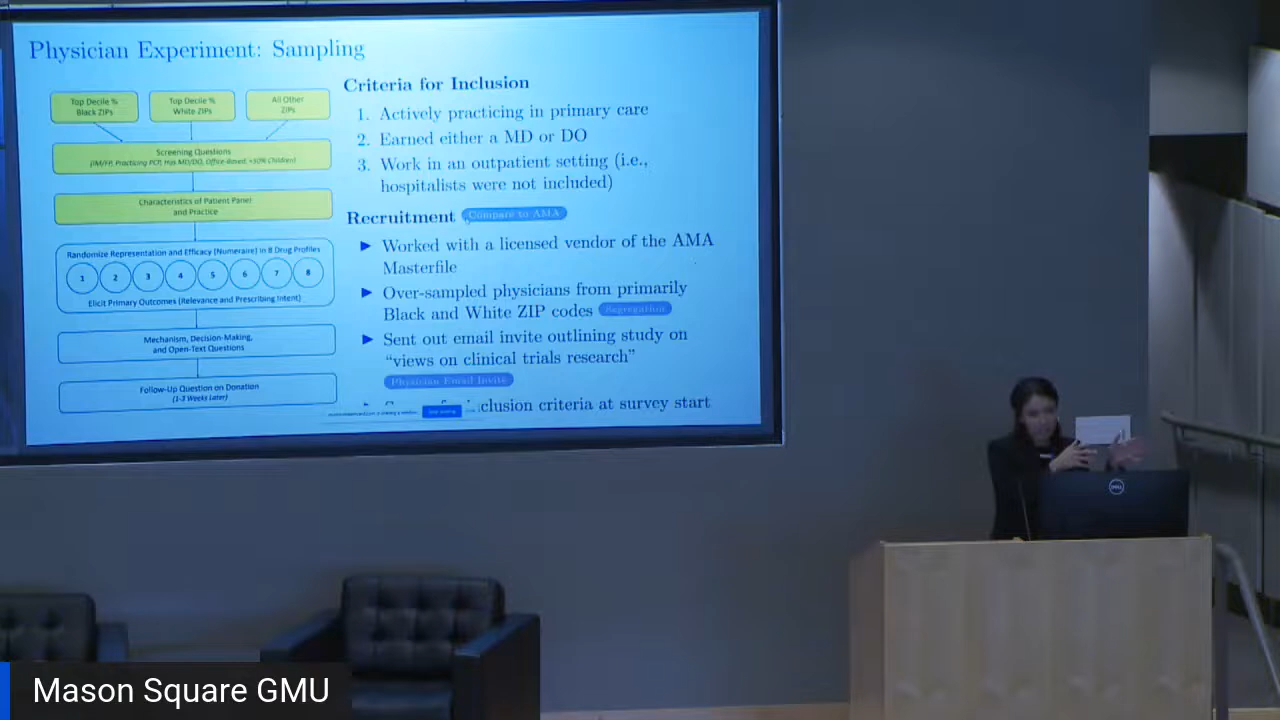 Physician Experiment: Sampling
Top Decile %
Black ZIPs
Top Decile %
White ZIPs
All Other
ZIPs
Screening Questions
(IM/FP, Practicing PCP, Has MD/DO, Office-Based, <50% Children)
Characteristics of Patient Panel
and Practice
Randomize Representation and Efficacy (Numeraire) in 8 Drug Profiles
1 2 3 4 5 6 7 8
Elicit Primary Outcomes (Relevance and Prescribing Intent)
Mechanism, Decision-Making,
and Open-Text Questions
Follow-Up Question on Donation
(1-3 Weeks Later)
Criteria for Inclusion
1. Actively practicing in primary care
2. Earned either a MD or DO
3. Work in an outpatient setting (i.e.,
hospitalists were not included)
Recruitment Compare to AMA
▶ Worked with a licensed vendor of the AMA
Masterfile
▶ Over-sampled physicians from primarily
Black and White ZIP codes Segregation
▶ Sent out email invite outlining study on
“views on clinical trials research”
Physician Email Invite
inclusion criteria at survey start
DELL
Mason Square GMU